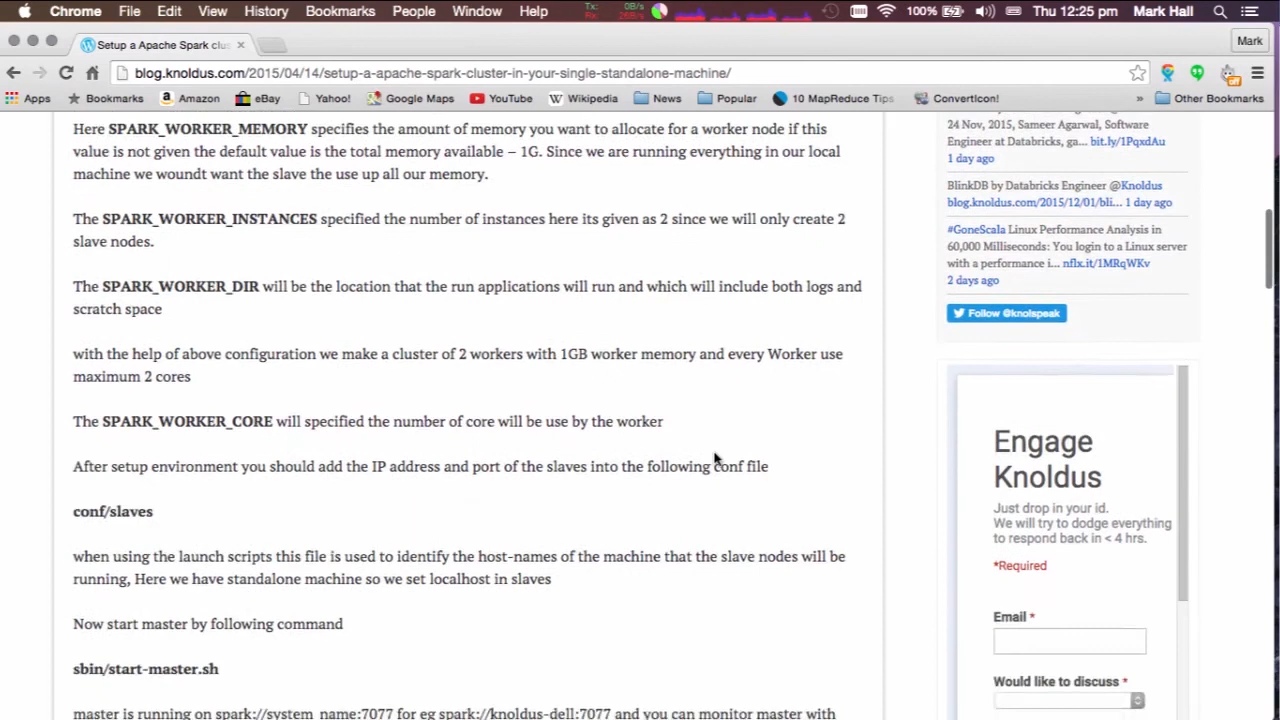 Chrome File Edit View History Bookmarks People Window Help Tx: 0B/s Rx: 26B/s 100% Thu 12:25 pm Mark Hall
Setup a Apache Spark clu Mark
blog.knoldus.com/2015/04/14/setup-a-apache-spark-cluster-in-your-single-standalone-machine/
Apps Bookmarks Amazon eBay Yahoo! Google Maps YouTube Wikipedia News Popular 10 MapReduce Tips ConvertIcon! » Other Bookmarks
Here SPARK_WORKER_MEMORY specifies the amount of memory you want to allocate for a worker node if this
value is not given the default value is the total memory available – 1G. Since we are running everything in our local
machine we woundt want the slave the use up all our memory.
The SPARK_WORKER_INSTANCES specified the number of instances here its given as 2 since we will only create 2
slave nodes.
The SPARK_WORKER_DIR will be the location that the run applications will run and which will include both logs and
scratch space
with the help of above configuration we make a cluster of 2 workers with 1GB worker memory and every Worker use
maximum 2 cores
The SPARK_WORKER_CORE will specified the number of core will be use by the worker
After setup environment you should add the IP address and port of the slaves into the following conf file
conf/slaves
when using the launch scripts this file is used to identify the host-names of the machine that the slave nodes will be
running, Here we have standalone machine so we set localhost in slaves
Now start master by following command
sbin/start-master.sh
master is running on spark://system_name:7077 for eg spark://knoldus-dell:7077 and you can monitor master with
24 Nov, 2015, Sameer Agarwal, Software
Engineer at Databricks, ga... bit.ly/1PqxdAu
1 day ago
BlinkDB by Databricks Engineer @Knoldus
blog.knoldus.com/2015/12/01/bli... 1 day ago
#GoneScala Linux Performance Analysis in
60,000 Milliseconds: You login to a Linux server
with a performance i... nflx.it/1MRqWKv
2 days ago
Follow @knolspeak
Engage
Knoldus
Just drop in your id.
We will try to dodge everything
to respond back in < 4 hrs.
*Required
Email *
Would like to discuss *